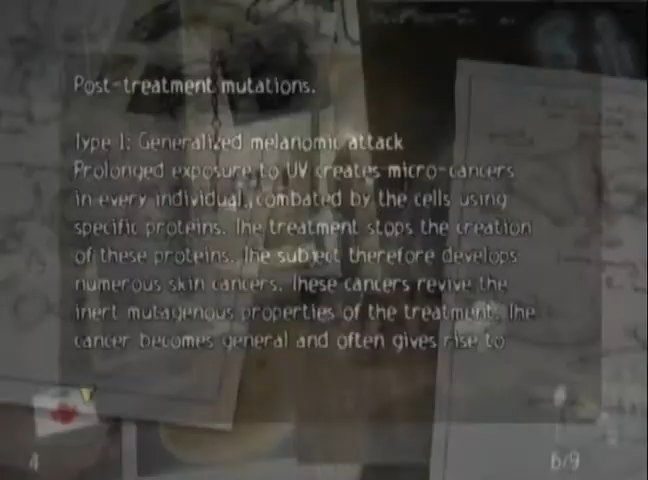 Post-treatment mutations.
Type 1: Generalized melanomic attack
Prolonged exposure to UV creates micro-cancers
in every individual, combated by the cells using
specific proteins. The treatment stops the creation
of these proteins. The subject therefore develops
numerous skin cancers. These cancers revive the
inert mutagenous properties of the treatment. The
cancer becomes general and often gives rise to
4
6/9